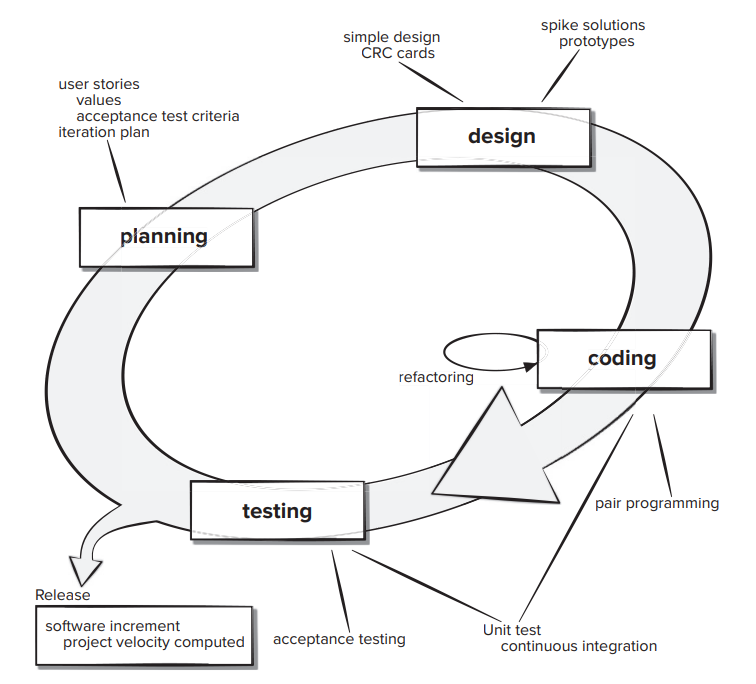 spike solutions
prototypes
simple design
CRC cards
user stories
values
acceptance test criteria
iteration plan
design
planning
coding
refactoring
testing
pair programming
Release
software increment
project velocity computed
acceptance testing
Unit test
continuous integration